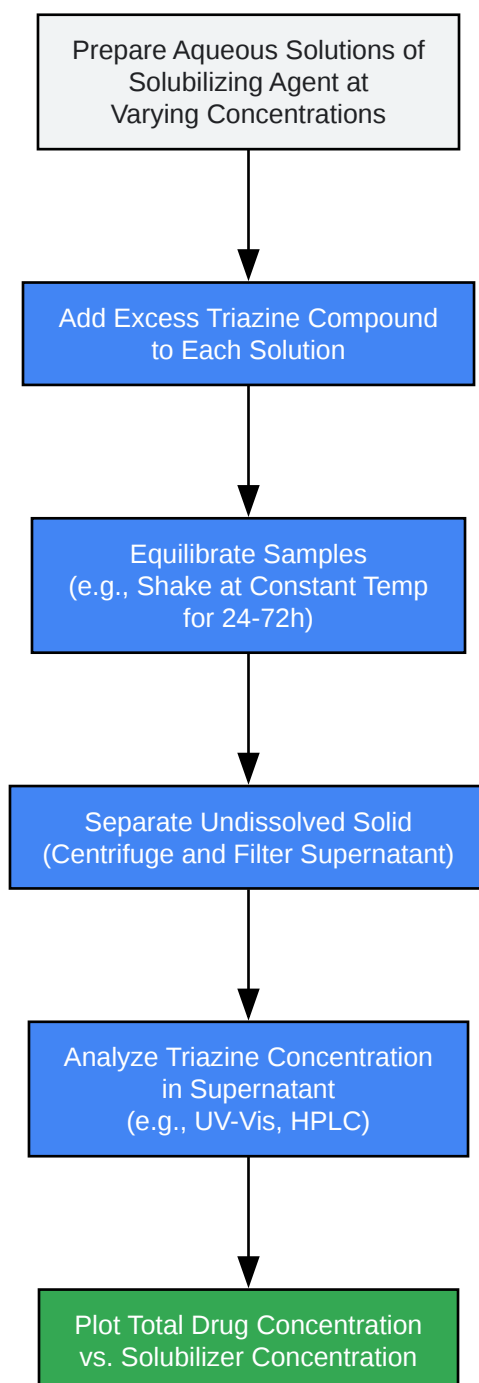 Prepare Aqueous Solutions of
Solubilizing Agent at
Varying Concentrations
Add Excess Triazine Compound
to Each Solution
Equilibrate Samples
(e.g., Shake at Constant Temp
for 24-72h)
Separate Undissolved Solid
(Centrifuge and Filter Supernatant)
Analyze Triazine Concentration
in Supernatant
(e.g., UV-Vis, HPLC)
Plot Total Drug Concentration
vs. Solubilizer Concentration